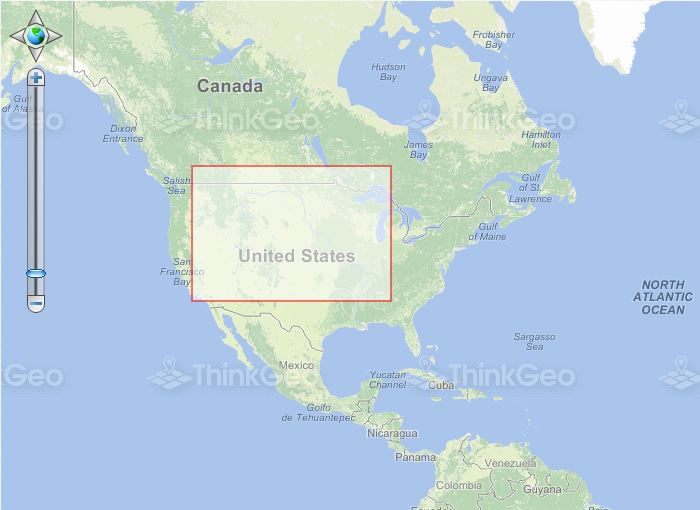 Frobisher
Bay
Hudson
Bay
Ungava
Bay
Canada
Gulf
of Alaska
ThinkGeo
ThinkGeo
ThinkGeo
Dixon
Entrance
Hamilton
Inlet
James
Bay
Salish
Sea
Gulf
of St.
Lawrence
Gulf
of Maine
United States
San
Francisco
Bay
NORTH
ATLANTIC
OCEAN
Sargasso
Sea
Mexico
Yucatan
Channel
Cuba
ThinkGeo
ThinkGeo
ThinkGeo
Golfo
de Tehuantepec
Nicaragua
Panama
Venezuela
Colombia
Guyana